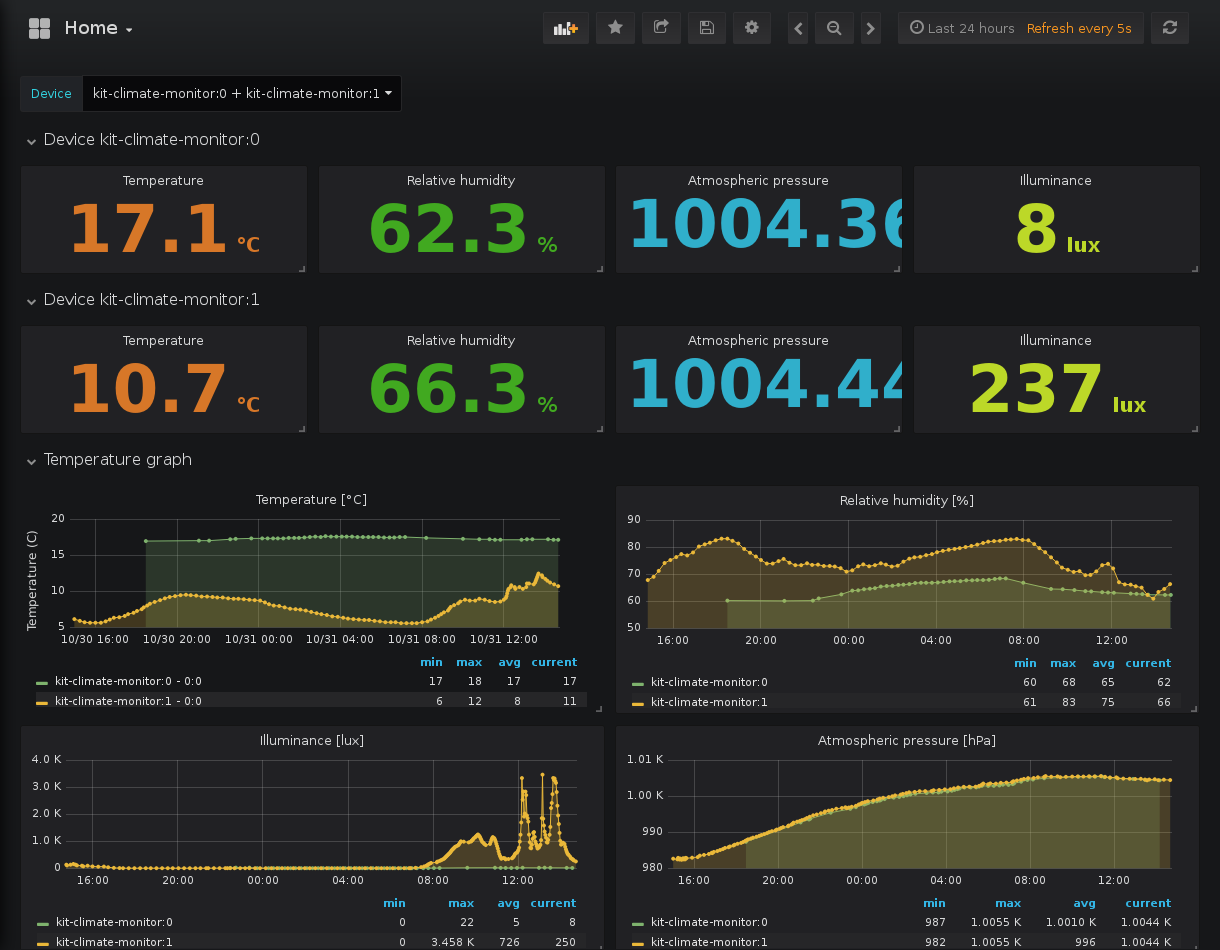 Home
Last 24 hours Refresh every 5s
Device kit-climate-monitor:0 + kit-climate-monitor:1
Device kit-climate-monitor:0
Temperature Relative humidity Atmospheric pressure Illuminance
17.1 °C 62.3 % 1004.36 8 lux
Device kit-climate-monitor:1
Temperature Relative humidity Atmospheric pressure Illuminance
10.7 °C 66.3 % 1004.44 237 lux
Temperature graph
Temperature [°C]
Temperature (C)
20
15
10
5
10/30 16:00 10/30 20:00 10/31 00:00 10/31 04:00 10/31 08:00 10/31 12:00
min max avg current
kit-climate-monitor:0 - 0:0 17 18 17 17
kit-climate-monitor:1 - 0:0 6 12 8 11
Relative humidity [%]
90
80
70
60
50
16:00 20:00 00:00 04:00 08:00 12:00
min max avg current
kit-climate-monitor:0 60 68 65 62
kit-climate-monitor:1 61 83 75 66
Illuminance [lux]
4.0 K
3.0 K
2.0 K
1.0 K
0
16:00 20:00 00:00 04:00 08:00 12:00
min max avg current
kit-climate-monitor:0 0 22 5 8
kit-climate-monitor:1 0 3.458 K 726 250
Atmospheric pressure [hPa]
1.01 K
1.00 K
990
980
16:00 20:00 00:00 04:00 08:00 12:00
min max avg current
kit-climate-monitor:0 987 1.0055 K 1.0010 K 1.0044 K
kit-climate-monitor:1 982 1.0055 K 996 1.0044 K